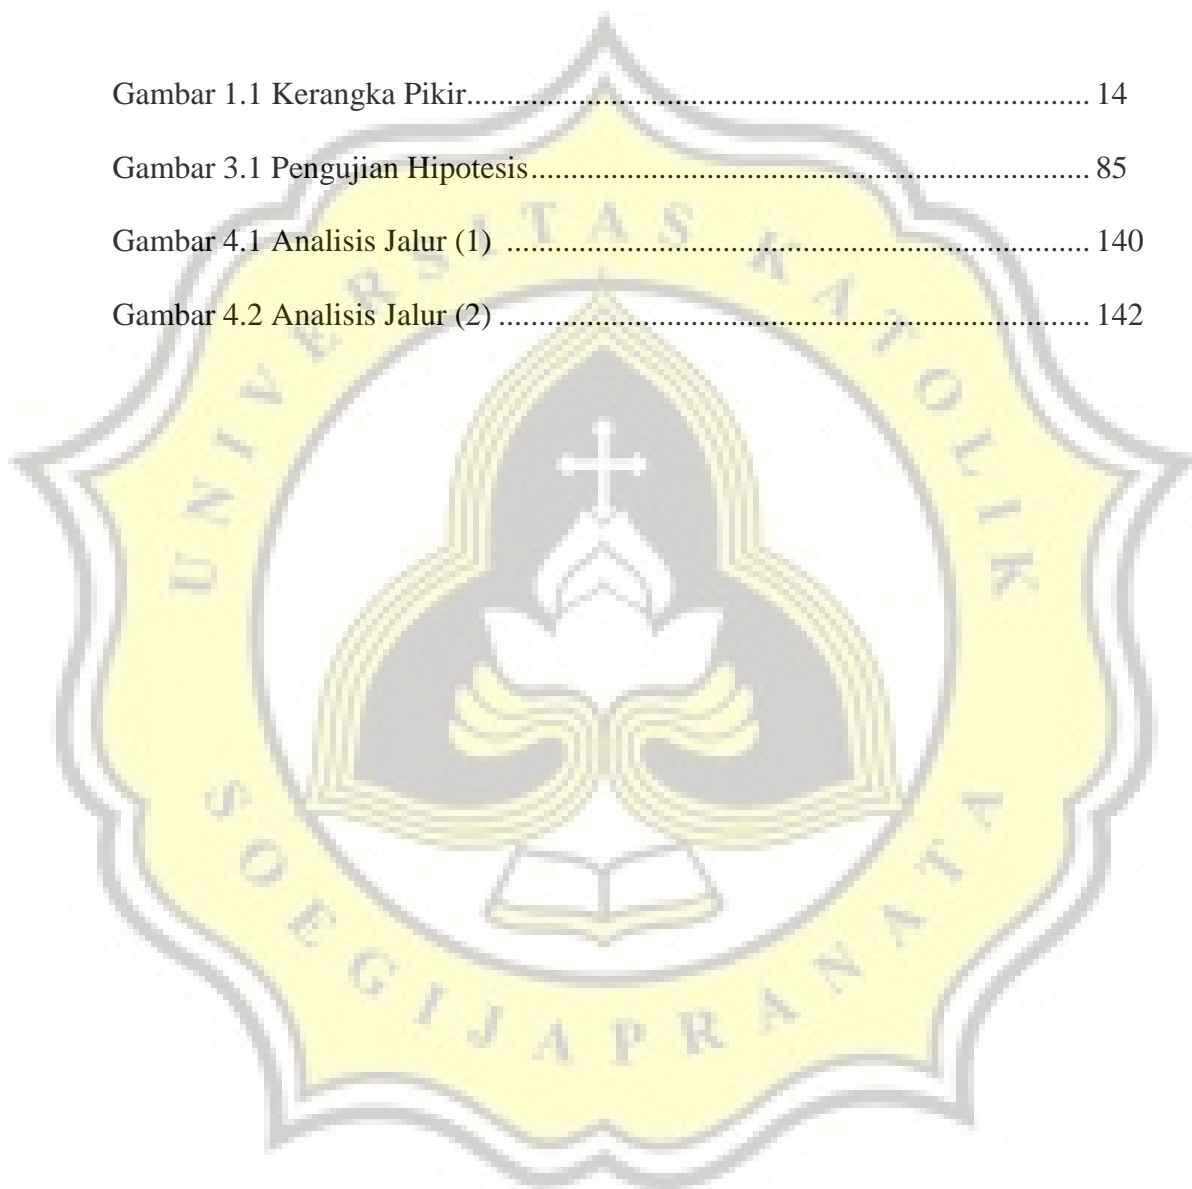 Gambar 1.1 Kerangka Pikir.............................................................................. 14
Gambar 3.1 Pengujian Hipotesis...................................................................... 85
Gambar 4.1 Analisis Jalur (1) ......................................................................... 140
Gambar 4.2 Analisis Jalur (2) .......................................................................... 142
UNIVERSITAS KATOLIK
SOEGIJAPRANATA